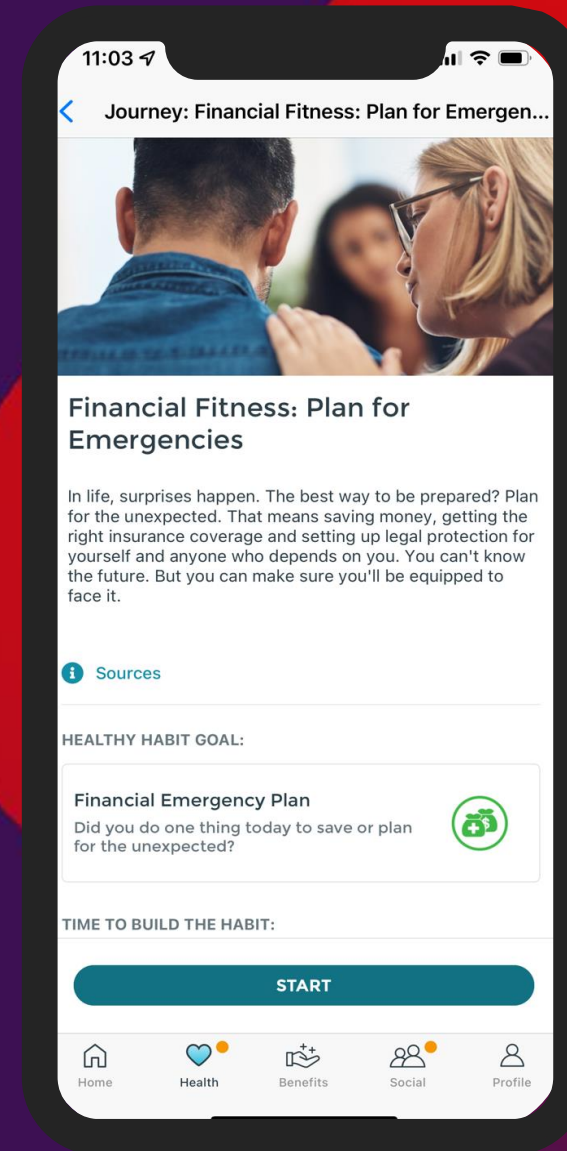 11:03
Journey: Financial Fitness: Plan for Emergen...
Financial Fitness: Plan for
Emergencies
In life, surprises happen. The best way to be prepared? Plan
for the unexpected. That means saving money, getting the
right insurance coverage and setting up legal protection for
yourself and anyone who depends on you. You can't know
the future. But you can make sure you'll be equipped to
face it.
Sources
HEALTHY HABIT GOAL:
Financial Emergency Plan
Did you do one thing today to save or plan
for the unexpected?
TIME TO BUILD THE HABIT:
START
Home Health Benefits Social Profile